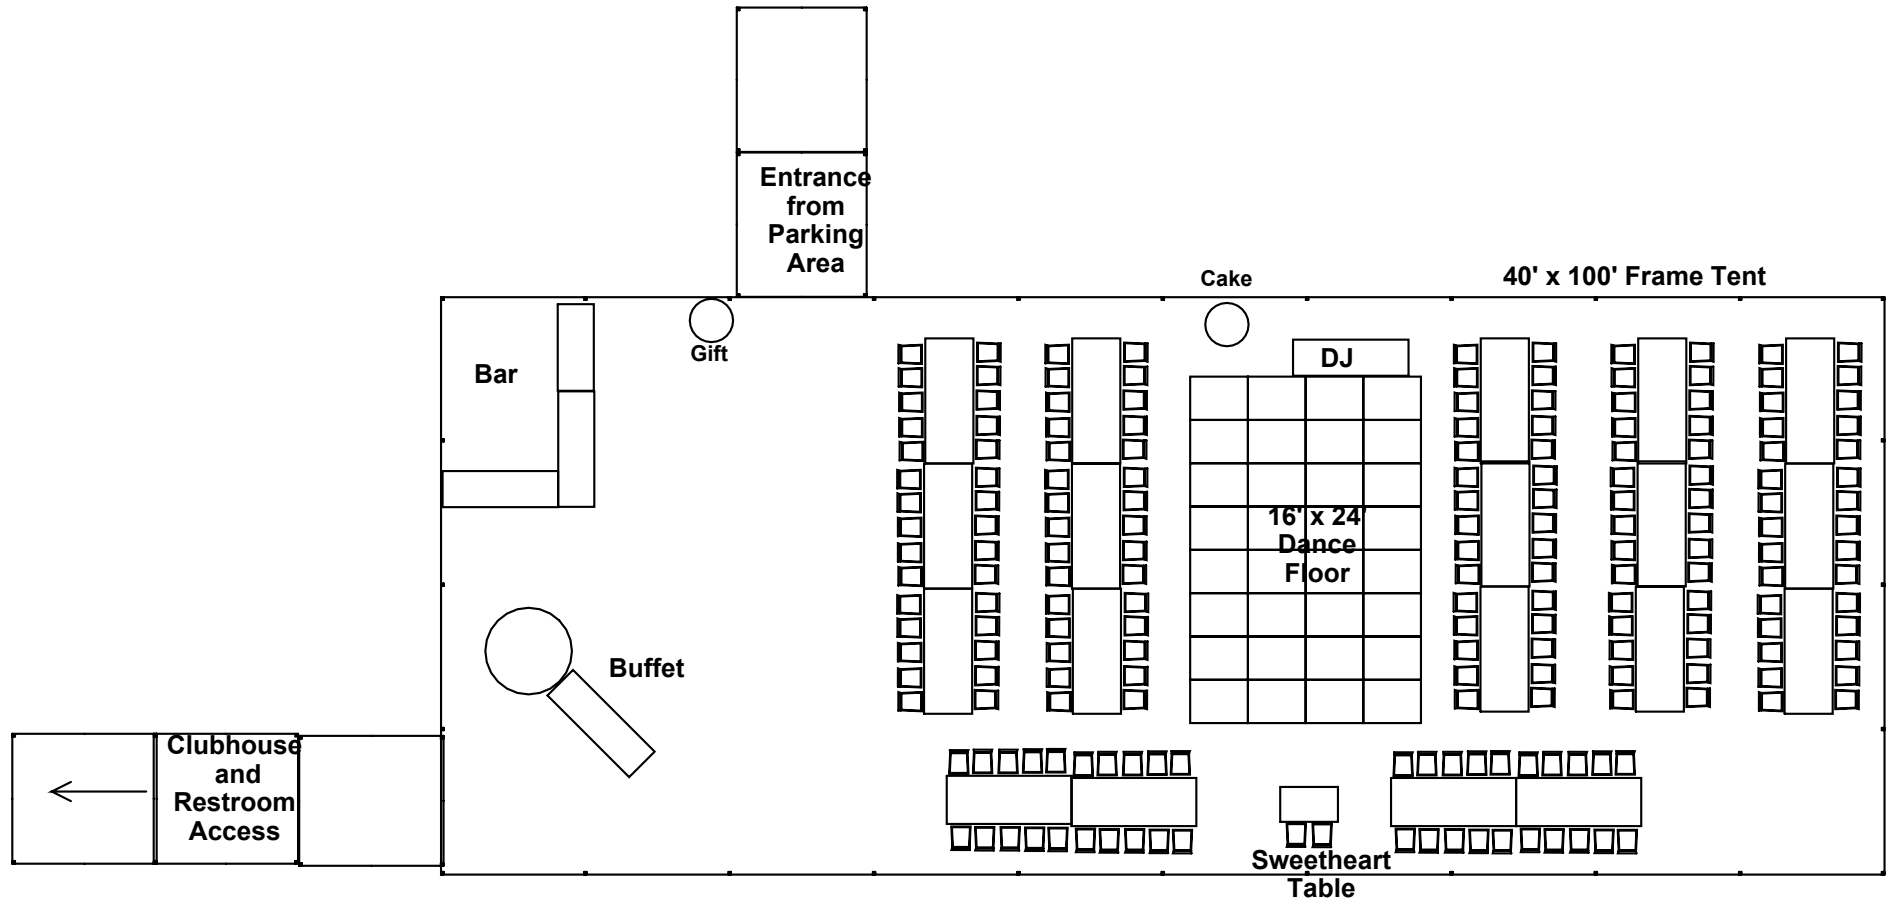 Entrance
from
Parking
Area
Cake
40' x 100' Frame Tent
Gift
Bar
DJ
16' x 24'
Dance
Floor
Buffet
Clubhouse
and
Restroom
Access
Sweetheart
Table